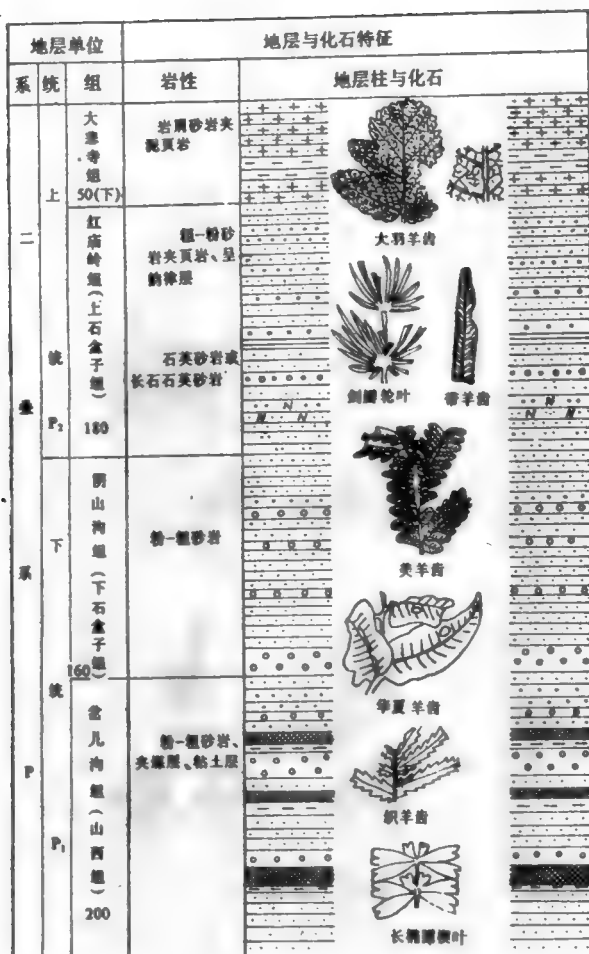 地层单位
地层与化石特征
系
统
组
岩性
地层柱与化石
二叠系 P
上统 P₂
下统 P₁
大悲寺组
50(下)
岩屑砂岩夹
泥页岩
红庙岭组(上石盒子组)
180
粗-粉砂
岩夹页岩、呈
韵律层
石英砂岩或
长石石英砂岩
阴山沟组(下石盒子组)
160
粉-粗砂岩
岔儿沟组(山西组)
200
粉-粗砂岩、
夹煤层、粘土层
大羽羊齿
剑瓣轮叶
带羊齿
美羊齿
华夏羊齿
织羊齿
长椭圆楔叶
N
N N
N
N N